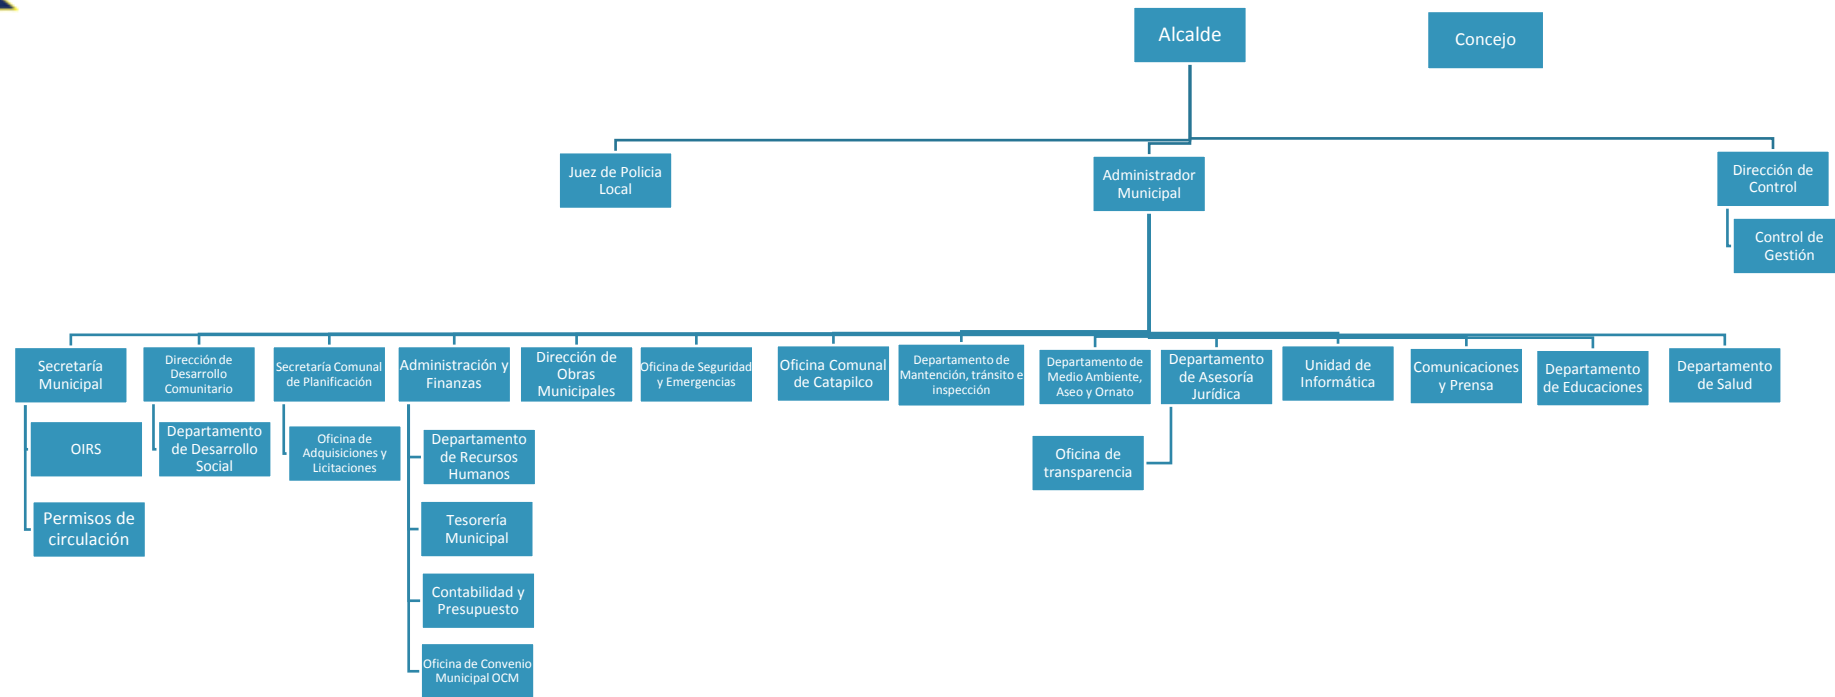 Alcalde
Concejo
Juez de Policia
Local
Administrador
Municipal
Dirección de
Control
Control de
Gestión
Secretaría
Municipal
Dirección de
Desarrollo
Comunitario
Secretaría Comunal
de Planificación
Administración y
Finanzas
Dirección de
Obras
Municipales
Oficina de Seguridad
y Emergencias
Oficina Comunal
de Catapilco
Departamento de
Mantención, tránsito e
inspección
Departamento de
Medio Ambiente,
Aseo y Ornato
Departamento
de Asesoría
Jurídica
Unidad de
Informática
Comunicaciones
y Prensa
Departamento
de Educaciones
Departamento
de Salud
OIRS
Departamento
de Desarrollo
Social
Oficina de
Adquisiciones y
Licitaciones
Departamento
de Recursos
Humanos
Oficina de
transparencia
Permisos de
circulación
Tesorería
Municipal
Contabilidad y
Presupuesto
Oficina de Convenio
Municipal OCM